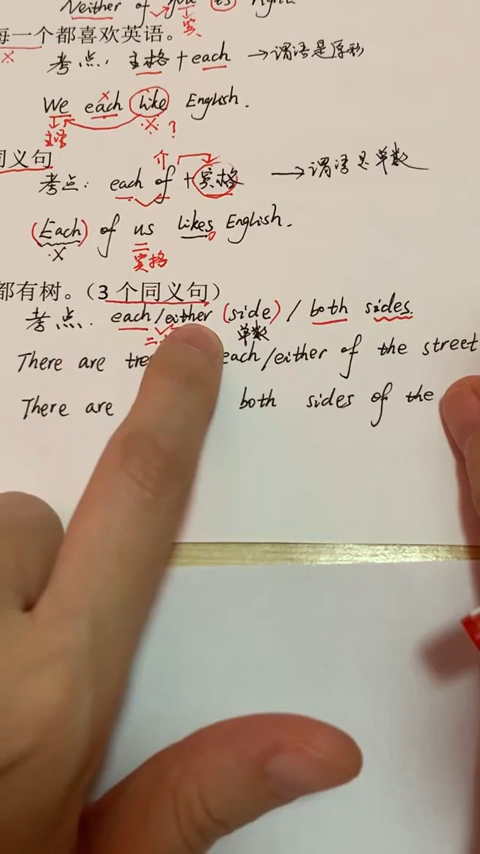 Neither of you is right
每一个都喜欢英语。
考点: 主格 + each → 谓语是原形
We each like English.
主语
同义句
考点: each of + 宾格 → 谓语是单数
(Each) of us likes English.
宾格
都有树。（3 个同义句）
考点. each/either (side) / both sides.
单数
There are each/either of the street
There are both sides of the